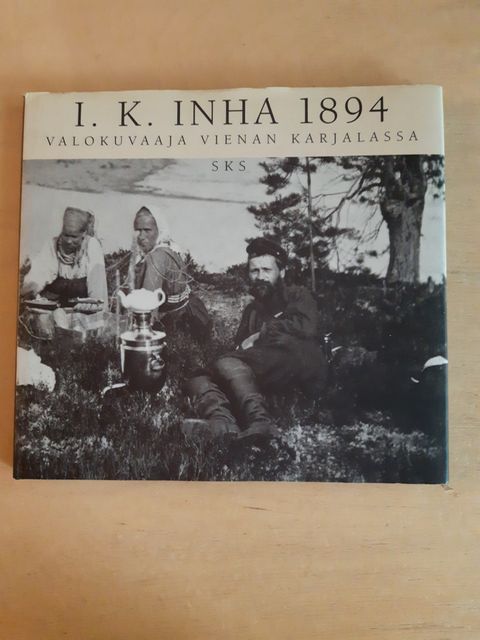 I. K. INHA 1894
VALOKUVAAJA VIENAN KARJALASSA
SKS